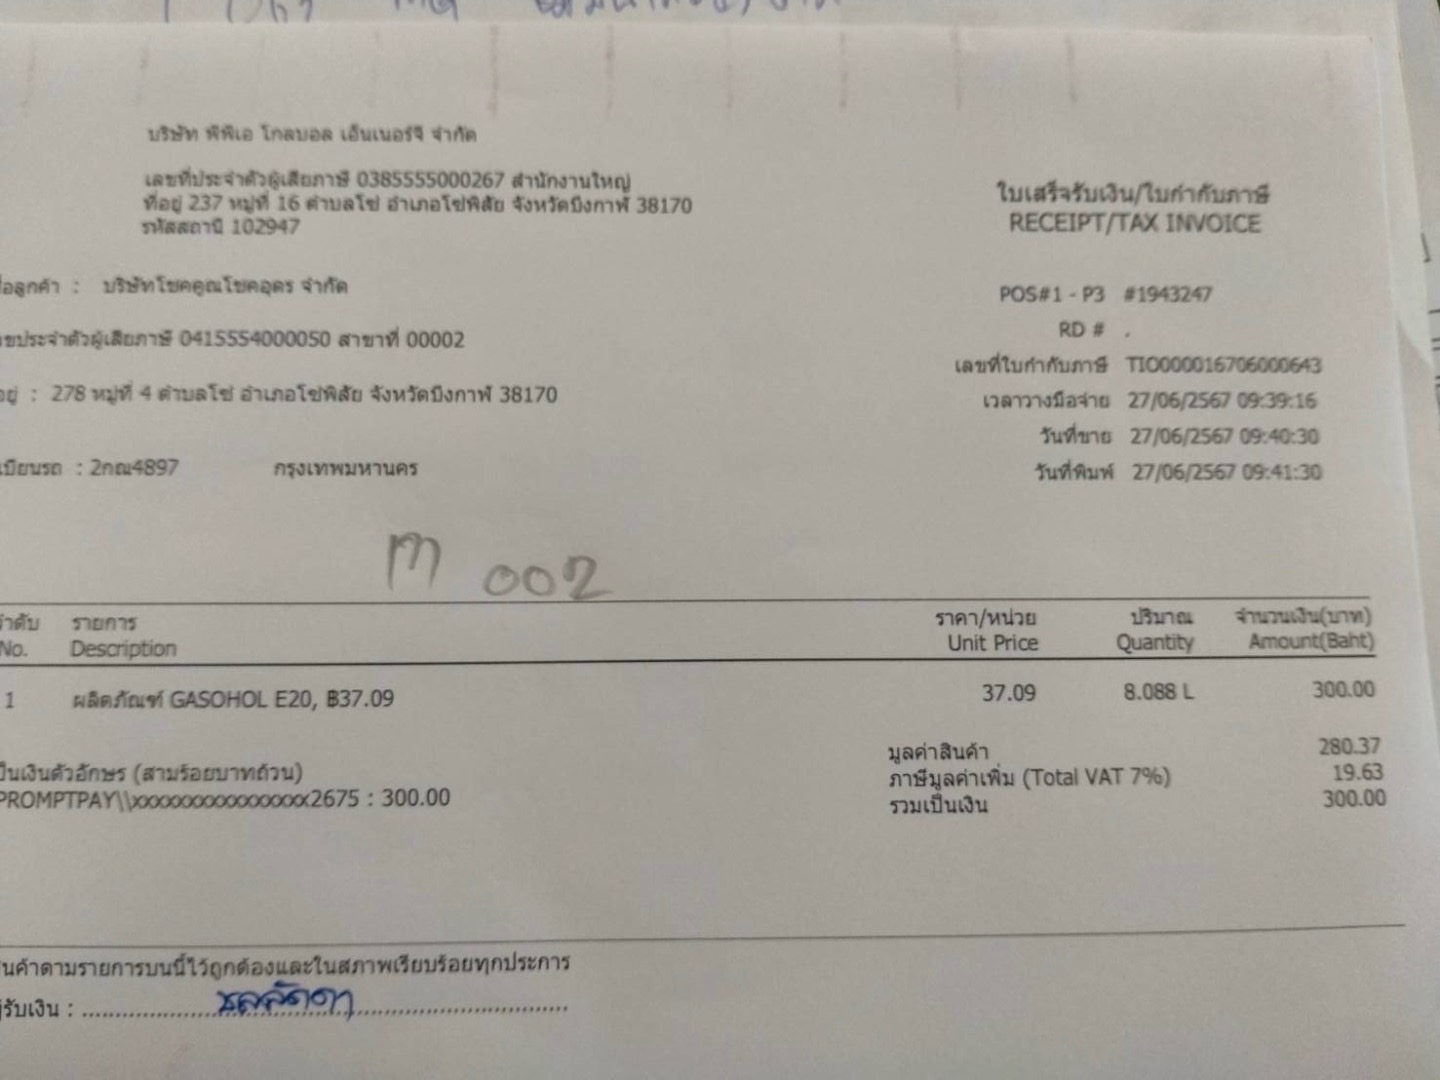 บริษัท พีพีเอ โกลบอล เอ็นเนอร์จี จำกัด
เลขที่ประจำตัวผู้เสียภาษี 0385555000267 สำนักงานใหญ่
ที่อยู่ 237 หมู่ที่ 16 ตำบลโซ่ อำเภอโซ่พิสัย จังหวัดบึงกาฬ 38170
รหัสสถานี 102947
ใบเสร็จรับเงิน/ใบกำกับภาษี
RECEIPT/TAX INVOICE
ื่อลูกค้า : บริษัทโชคคูณโชคอุดร จำกัด
ขประจำตัวผู้เสียภาษี 0415554000050 สาขาที่ 00002
อยู่ : 278 หมู่ที่ 4 ตำบลโซ่ อำเภอโซ่พิสัย จังหวัดบึงกาฬ 38170
เบียนรถ : 2กณ4897 กรุงเทพมหานคร
POS#1 - P3 #1943247
RD # .
เลขที่ใบกำกับภาษี TIO000016706000643
เวลาวางมือจ่าย 27/06/2567 09:39:16
วันที่ขาย 27/06/2567 09:40:30
วันที่พิมพ์ 27/06/2567 09:41:30
002
ำดับ รายการ ราคา/หน่วย ปริมาณ จำนวนเงิน(บาท)
No. Description Unit Price Quantity Amount(Baht)
1 ผลิตภัณฑ์ GASOHOL E20, ฿37.09 37.09 8.088 L 300.00
มูลค่าสินค้า 280.37
ป็นเงินตัวอักษร (สามร้อยบาทถ้วน) ภาษีมูลค่าเพิ่ม (Total VAT 7%) 19.63
PROMPTPAY\\xxxxxxxxxxxxxxxx2675 : 300.00 รวมเป็นเงิน 300.00
นค้าตามรายการบนนี้ไว้ถูกต้องและในสภาพเรียบร้อยทุกประการ
ู้รับเงิน : ชลลัดดา